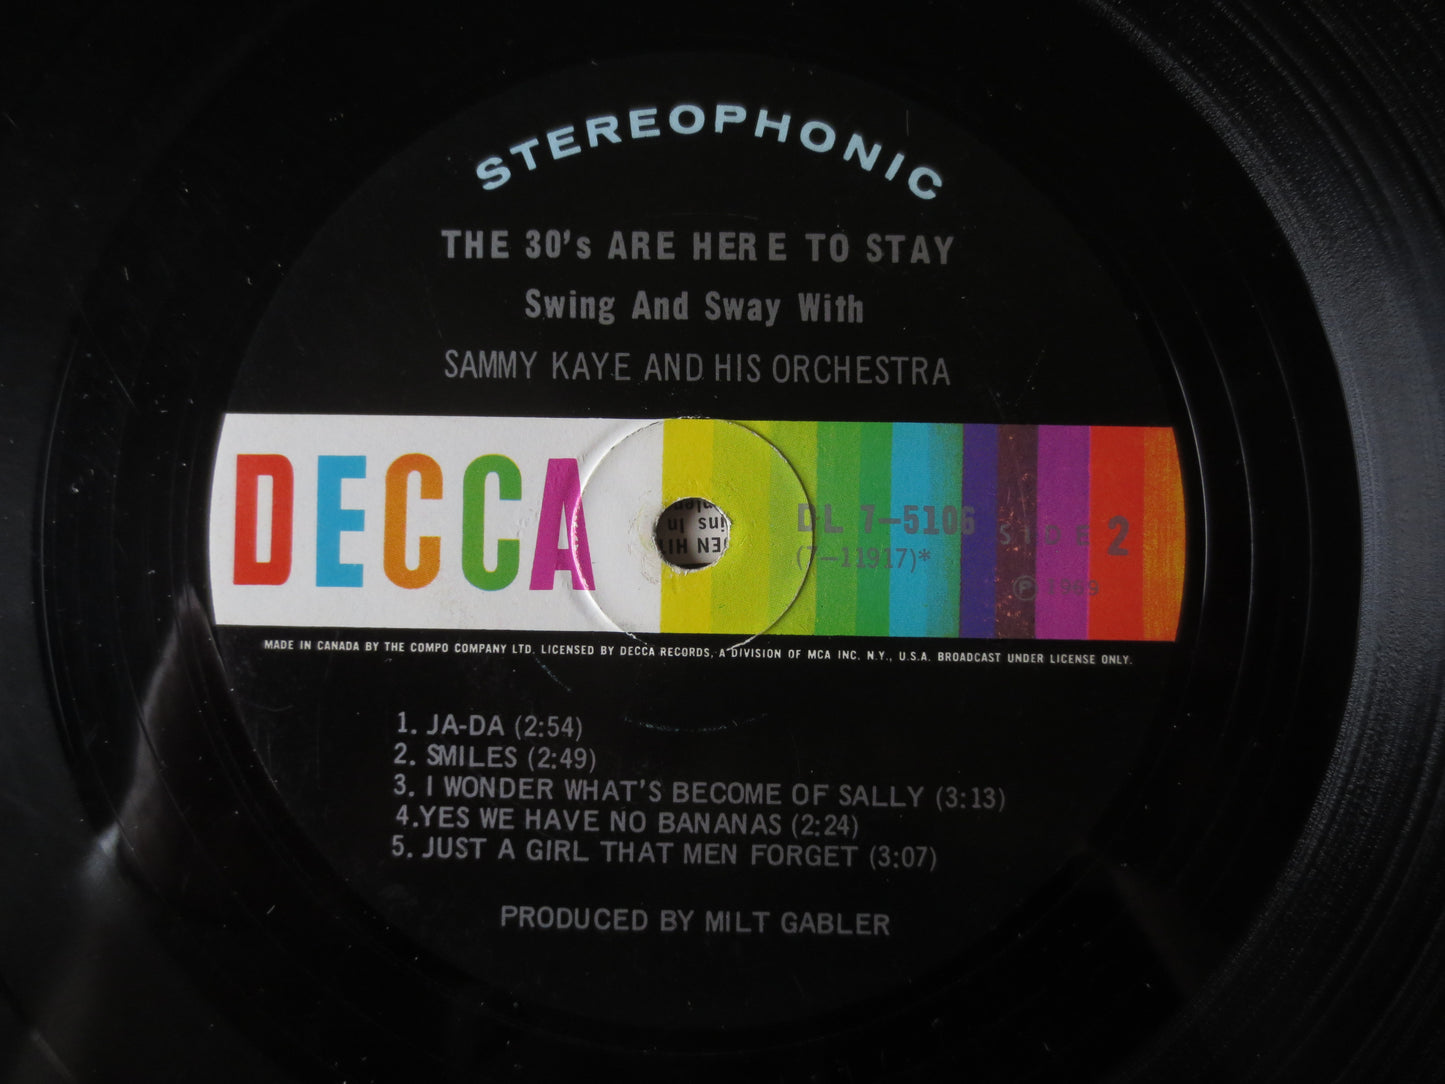 STEREOPHONIC
THE 30's ARE HERE TO STAY
Swing And Sway With
SAMMY KAYE AND HIS ORCHESTRA
DECCA
DL 7-5106 SIDE 2
(7-11917)*
Ⓟ 1969
MADE IN CANADA BY THE COMPO COMPANY LTD. LICENSED BY DECCA RECORDS, A DIVISION OF MCA INC. N.Y., U.S.A. BROADCAST UNDER LICENSE ONLY.
1. JA-DA (2:54)
2. SMILES (2:49)
3. I WONDER WHAT'S BECOME OF SALLY (3:13)
4.YES WE HAVE NO BANANAS (2:24)
5. JUST A GIRL THAT MEN FORGET (3:07)
PRODUCED BY MILT GABLER